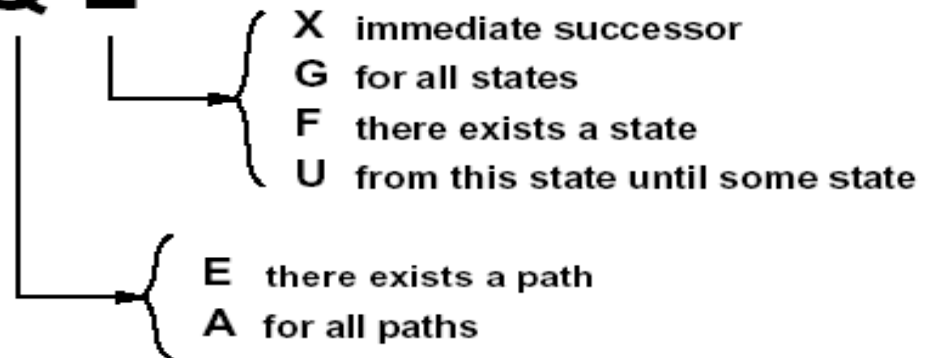 X immediate successor
G for all states
F there exists a state
U from this state until some state
E there exists a path
A for all paths